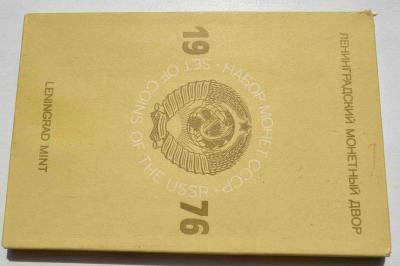 ЛЕНИНГРАДСКИЙ МОНЕТНЫЙ ДВОР
19 76
НАБОР МОНЕТ СССР · SET OF COINS OF THE USSR ·
LENINGRAD MINT